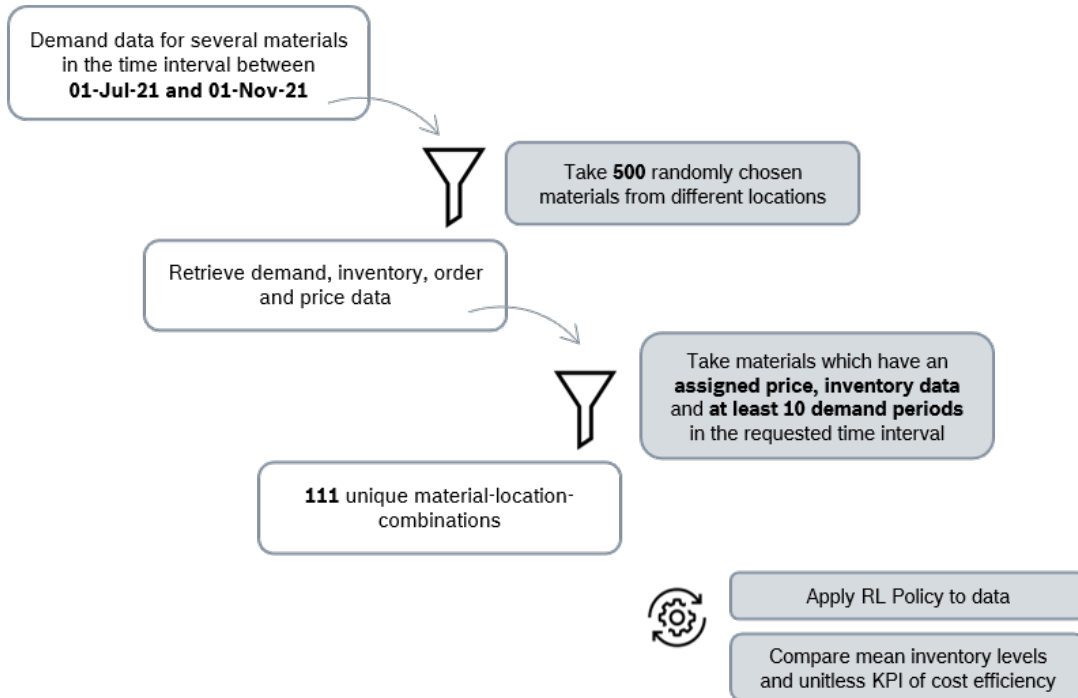 Demand data for several materials
in the time interval between
01-Jul-21 and 01-Nov-21
Take 500 randomly chosen
materials from different locations
Retrieve demand, inventory, order
and price data
Take materials which have an
assigned price, inventory data
and at least 10 demand periods
in the requested time interval
111 unique material-location-
combinations
Apply RL Policy to data
Compare mean inventory levels
and unitless KPI of cost efficiency